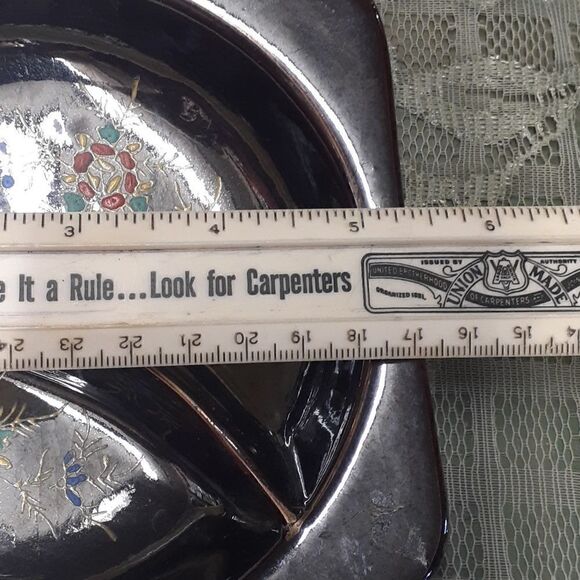 3 4 5 6
e It a Rule...Look for Carpenters
ISSUED BY AUTHORITY
UNITED BROTHERHOOD
UNION MADE
OF CARPENTERS
ORGANIZED 1881.
24 23 22 21 20 19 18 17 16 15 14